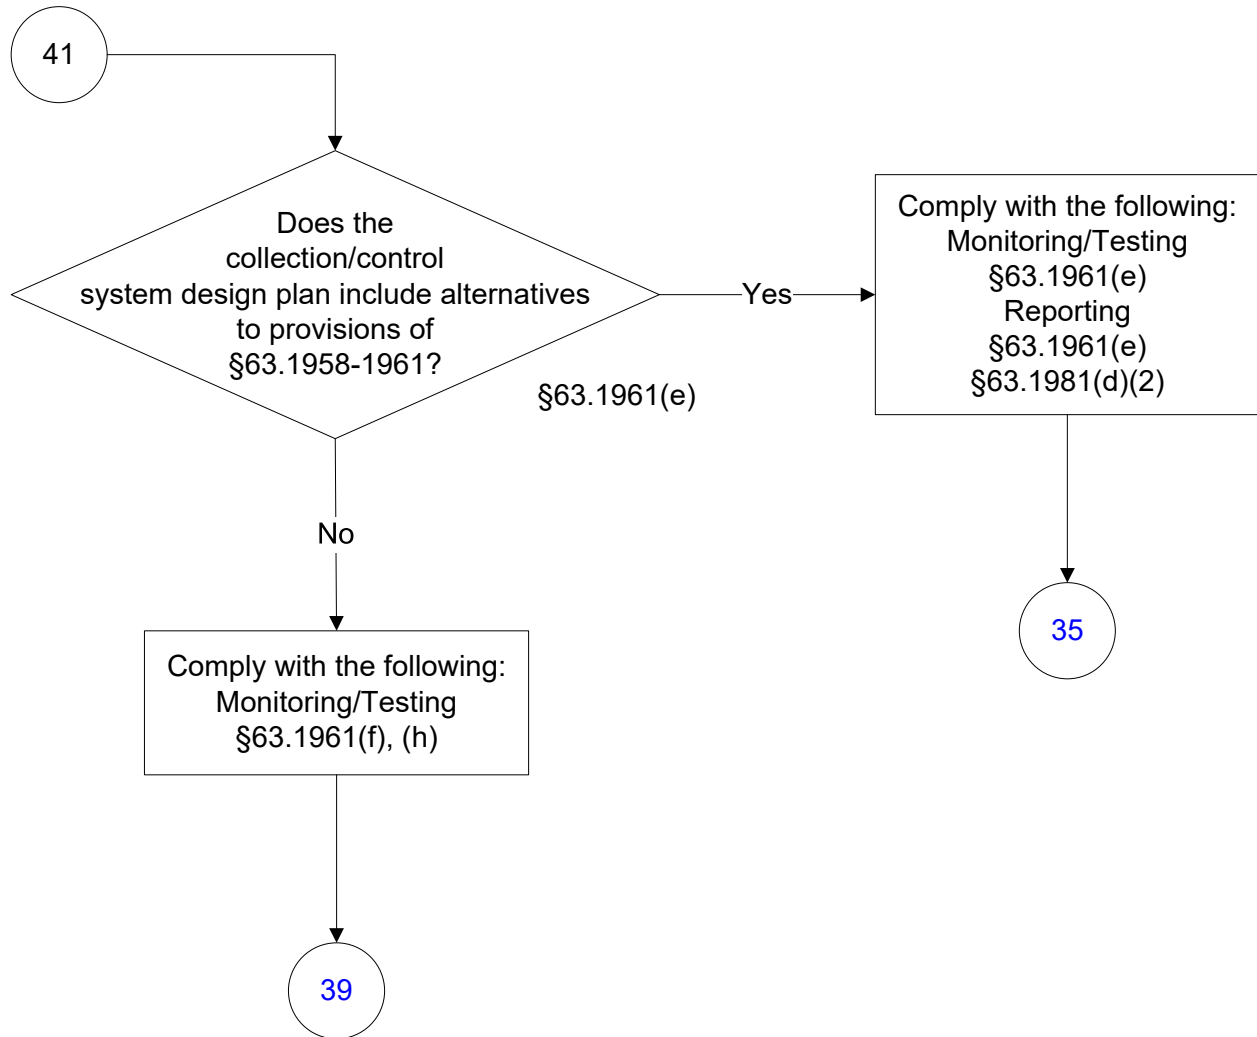 41
Does the
collection/control
system design plan include alternatives
to provisions of
§63.1958-1961?
§63.1961(e)
Yes
Comply with the following:
Monitoring/Testing
§63.1961(e)
Reporting
§63.1961(e)
§63.1981(d)(2)
35
No
Comply with the following:
Monitoring/Testing
§63.1961(f), (h)
39